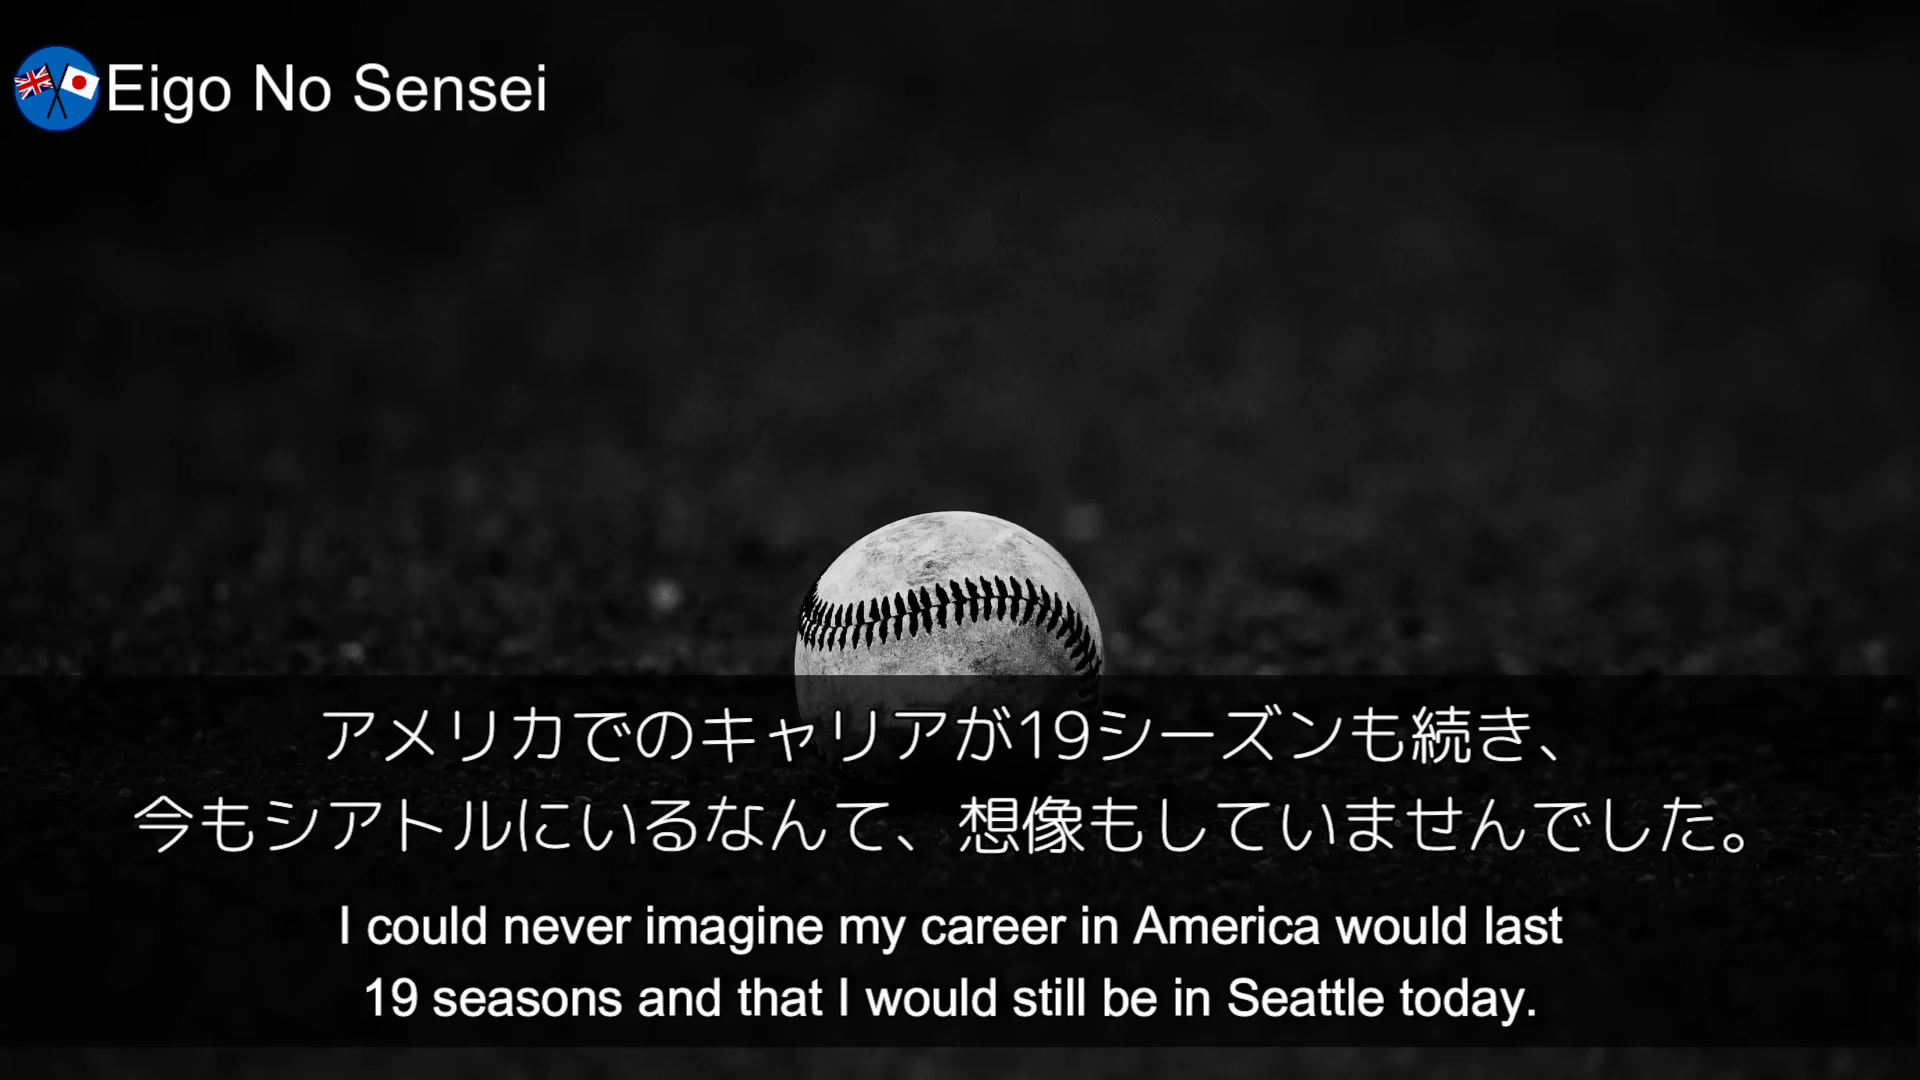 Eigo No Sensei
アメリカでのキャリアが19シーズンも続き、
今もシアトルにいるなんて、想像もしていませんでした。
I could never imagine my career in America would last
19 seasons and that I would still be in Seattle today.